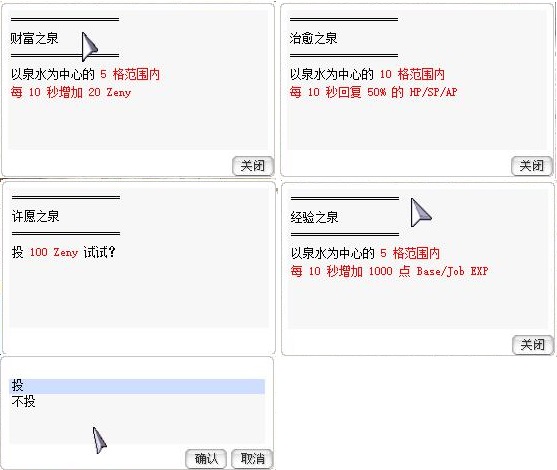 财富之泉
以泉水为中心的 5 格范围内
每 10 秒增加 20 Zeny
关闭
治愈之泉
以泉水为中心的 10 格范围内
每 10 秒回复 50% 的 HP/SP/AP
关闭
许愿之泉
投 100 Zeny 试试?
经验之泉
以泉水为中心的 5 格范围内
每 10 秒增加 1000 点 Base/Job EXP
关闭
投
不投
确认 取消